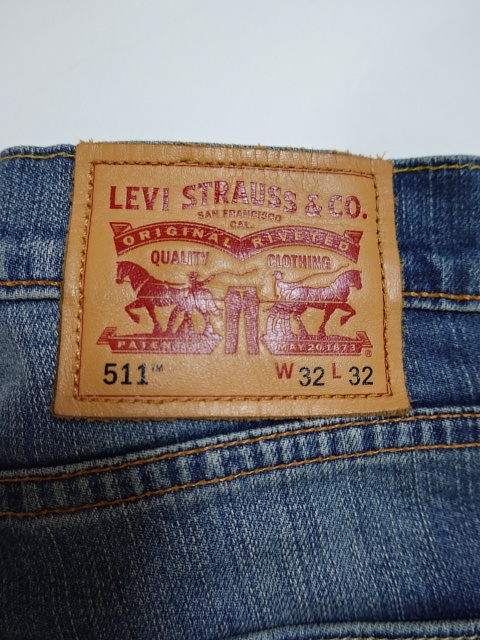 LEVI STRAUSS & CO.
SAN FRANCISCO
CAL.
ORIGINAL RIVETED
QUALITY CLOTHING
PATENTED MAY 20 1873 ®
511™ W 32 L 32